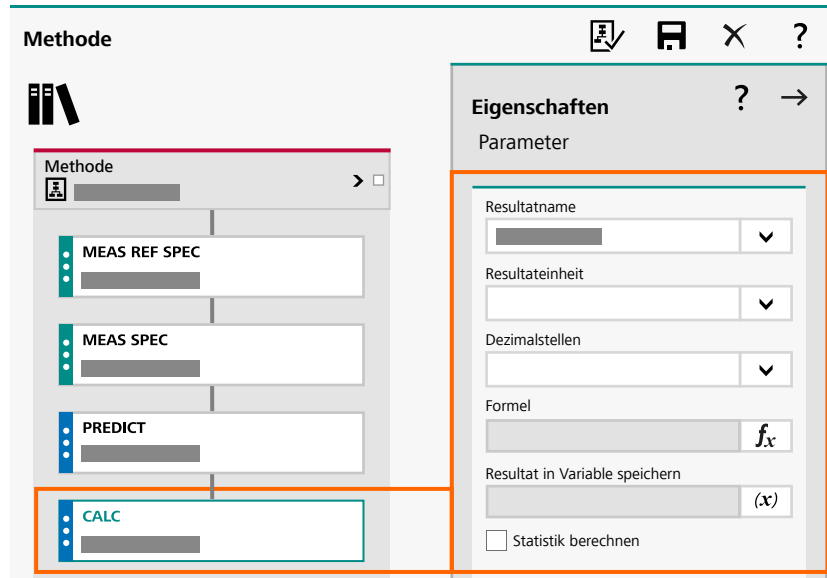 Methode
?
Eigenschaften
?
Parameter
Methode
MEAS REF SPEC
MEAS SPEC
PREDICT
CALC
Resultatname
Resultateinheit
Dezimalstellen
Formel
fx
Resultat in Variable speichern
(x)
Statistik berechnen